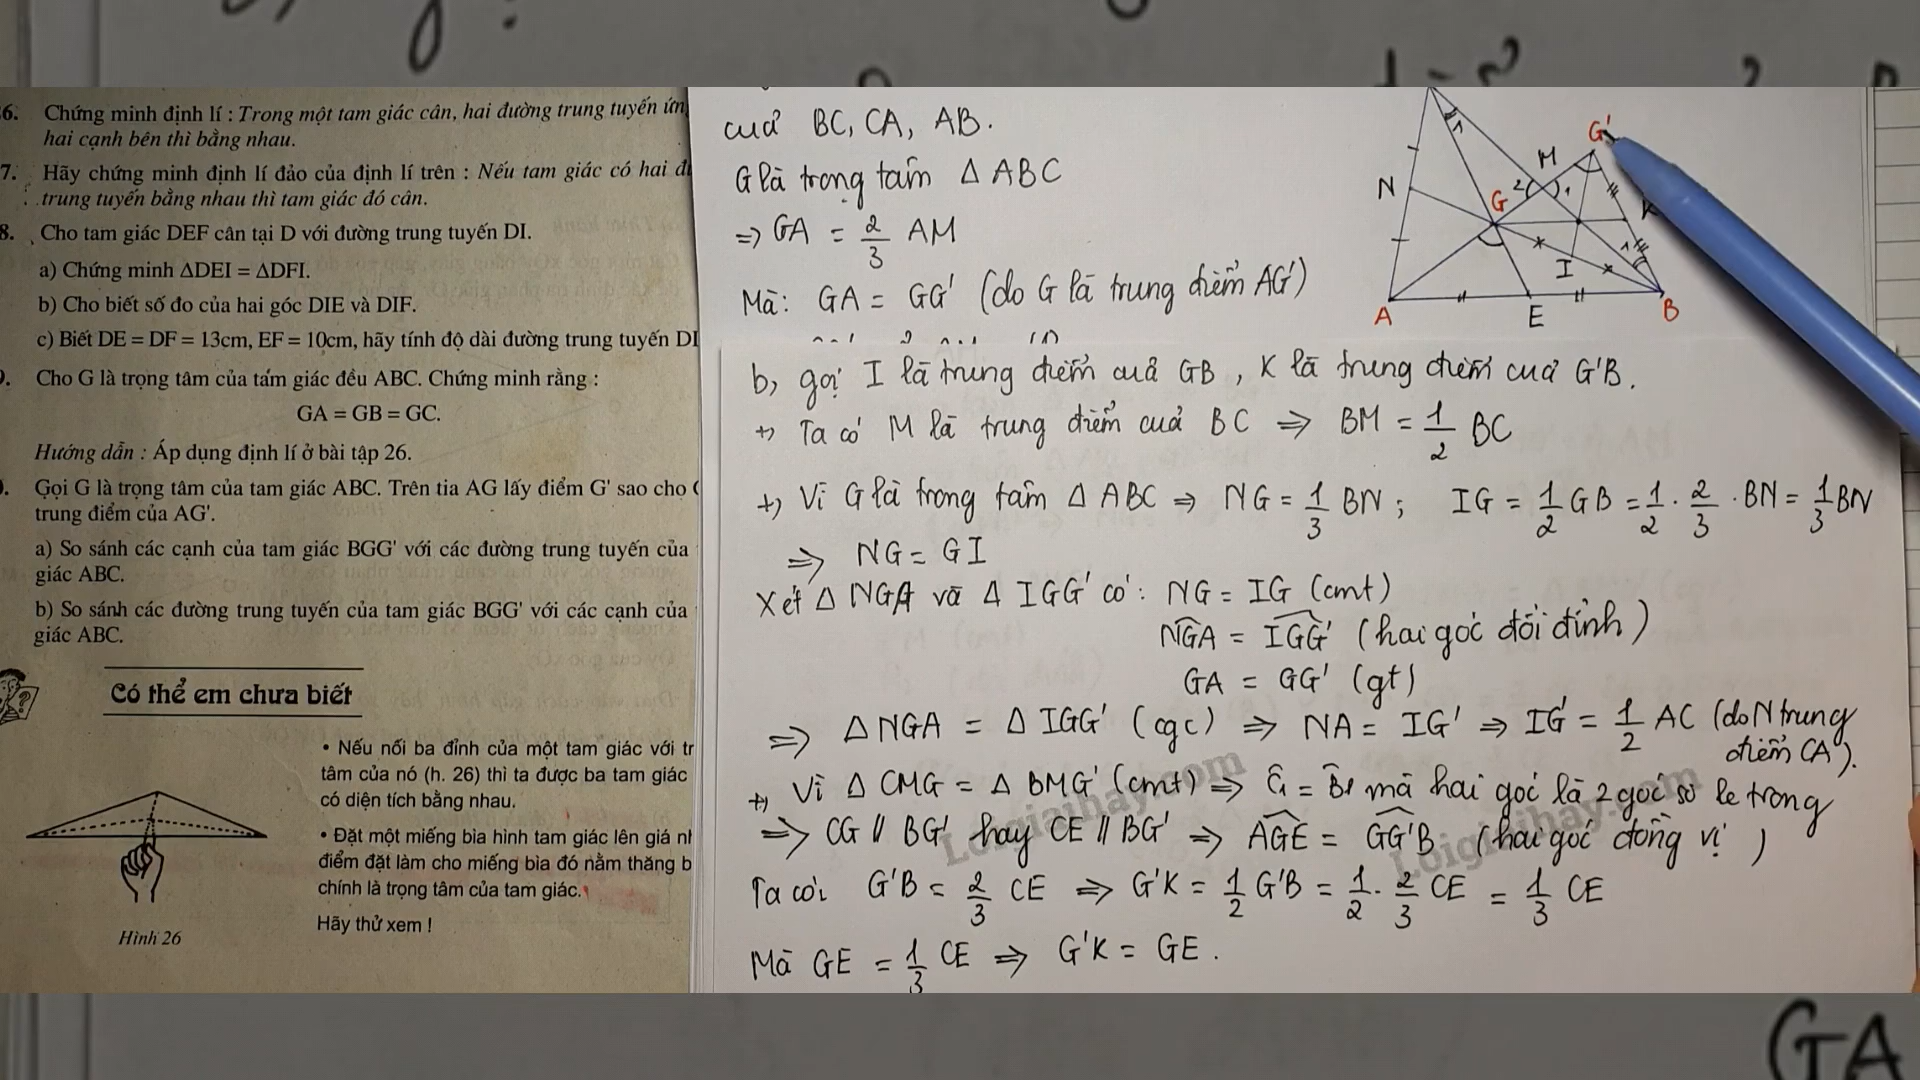 6. Chứng minh định lí : Trong một tam giác cân, hai đường trung tuyến ứn
hai cạnh bên thì bằng nhau.
7. Hãy chứng minh định lí đảo của định lí trên : Nếu tam giác có hai đ
trung tuyến bằng nhau thì tam giác đó cân.
8. Cho tam giác DEF cân tại D với đường trung tuyến DI.
a) Chứng minh ΔDEI = ΔDFI.
b) Cho biết số đo của hai góc DIE và DIF.
c) Biết DE = DF = 13cm, EF = 10cm, hãy tính độ dài đường trung tuyến DI
9. Cho G là trọng tâm của tam giác đều ABC. Chứng minh rằng :
GA = GB = GC.
Hướng dẫn : Áp dụng định lí ở bài tập 26.
Gọi G là trọng tâm của tam giác ABC. Trên tia AG lấy điểm G' sao cho
trung điểm của AG'.
a) So sánh các cạnh của tam giác BGG' với các đường trung tuyến của
giác ABC.
b) So sánh các đường trung tuyến của tam giác BGG' với các cạnh của
giác ABC.
Có thể em chưa biết
• Nếu nối ba đỉnh của một tam giác với tr
tâm của nó (h. 26) thì ta được ba tam giác
có diện tích bằng nhau.
• Đặt một miếng bìa hình tam giác lên giá nh
điểm đặt làm cho miếng bìa đó nằm thăng b
chính là trọng tâm của tam giác.
Hãy thử xem !
Hình 26
của BC, CA, AB.
G là trọng tâm Δ ABC
⇒ GA = 2/3 AM
Mà: GA = GG' (do G là trung điểm AG')
N M G' G K I A E B
b, gọi I là trung điểm của GB, K là trung điểm của G'B.
+) Ta có M là trung điểm của BC ⇒ BM = 1/2 BC
+) Vì G là trọng tâm Δ ABC ⇒ NG = 1/3 BN; IG = 1/2 GB = 1/2 . 2/3 . BN = 1/3 BN
⇒ NG = GI
Xét Δ NGA và Δ IGG' có: NG = IG (cmt)
NGA = IGG' (hai góc đối đỉnh)
GA = GG' (gt)
⇒ Δ NGA = Δ IGG' (cgc) ⇒ NA = IG' ⇒ IG' = 1/2 AC (do N trung
điểm CA).
+) Vì Δ CMG = Δ BMG' (cmt) ⇒ Ĉ1 = B̂1 mà hai góc là 2 góc so le trong
⇒ CG // BG' hay CE // BG' ⇒ AGE = GG'B (hai góc đồng vị)
Ta có: G'B = 2/3 CE ⇒ G'K = 1/2 G'B = 1/2 . 2/3 CE = 1/3 CE
Mà GE = 1/3 CE ⇒ G'K = GE.
Loigiaihay.com
Loigiaihay.com
GA